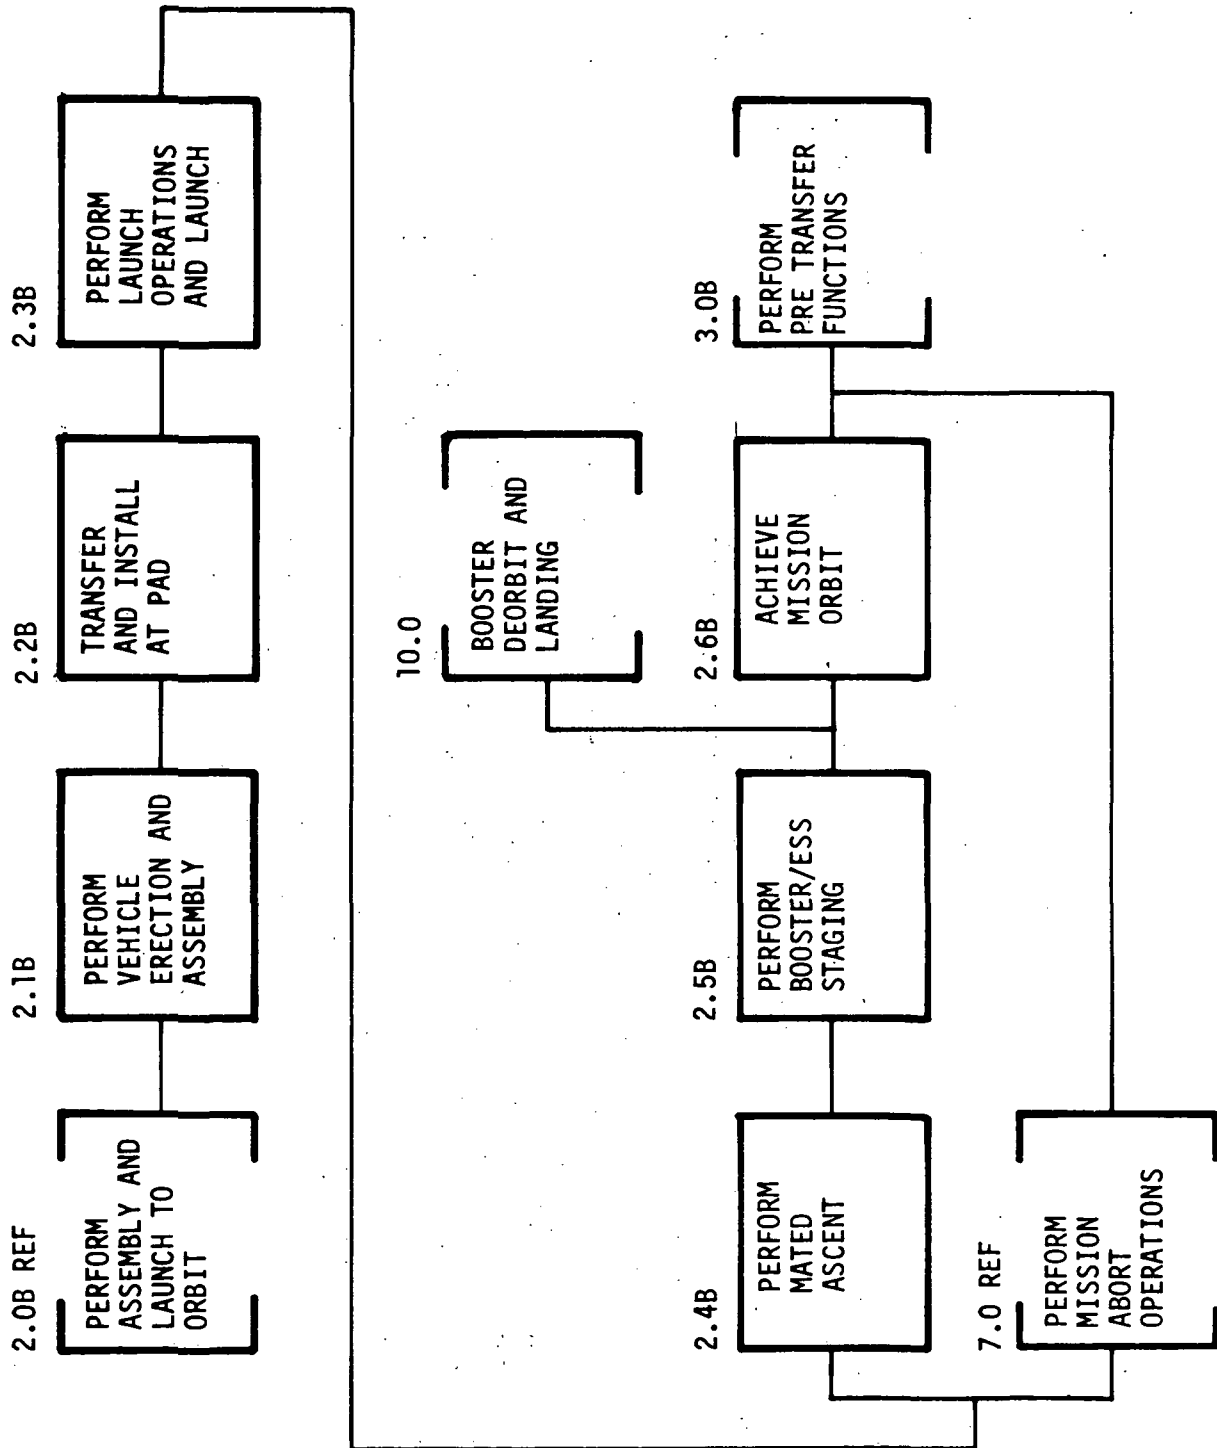 2.0B REF
PERFORM
ASSEMBLY AND
LAUNCH TO
ORBIT
2.1B
PERFORM
VEHICLE
ERECTION AND
ASSEMBLY
2.2B
TRANSFER
AND INSTALL
AT PAD
2.3B
PERFORM
LAUNCH
OPERATIONS
AND LAUNCH
10.0
BOOSTER
DEORBIT AND
LANDING
2.4B
PERFORM
MATED
ASCENT
2.5B
PERFORM
BOOSTER/ESS
STAGING
2.6B
ACHIEVE
MISSION
ORBIT
3.0B
PERFORM
PRE TRANSFER
FUNCTIONS
7.0 REF
PERFORM
MISSION
ABORT
OPERATIONS